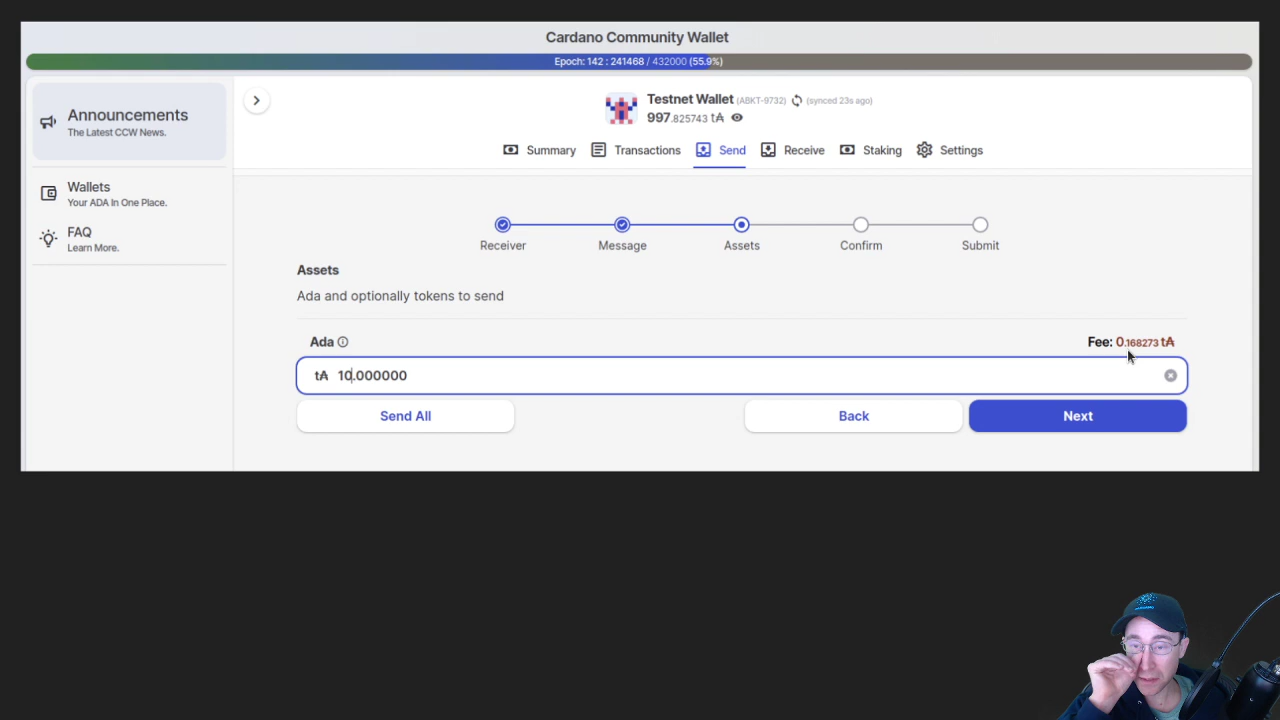 Cardano Community Wallet
Epoch: 142 : 241468 / 432000 (55.9%)
Announcements
The Latest CCW News.
Wallets
Your ADA In One Place.
FAQ
Learn More.
Testnet Wallet (ABKT-9732) (synced 23s ago)
997.825743 t₳
Summary Transactions Send Receive Staking Settings
Receiver Message Assets Confirm Submit
Assets
Ada and optionally tokens to send
Ada Fee: 0.168273 t₳
t₳ 10.000000
Send All Back Next